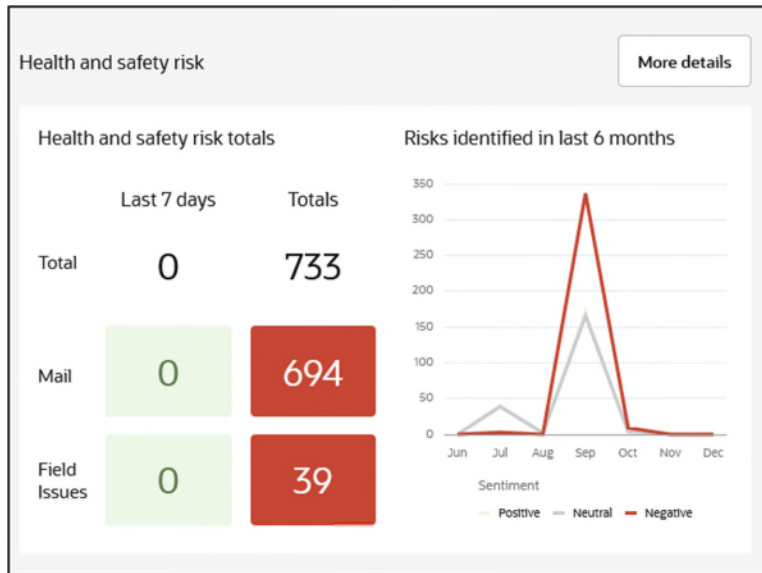 Health and safety risk
More details
Health and safety risk totals
Last 7 days Totals
Total 0 733
Mail 0 694
Field
Issues
0 39
Risks identified in last 6 months
350
300
250
200
150
100
50
0
Jun Jul Aug Sep Oct Nov Dec
Sentiment
Positive Neutral Negative